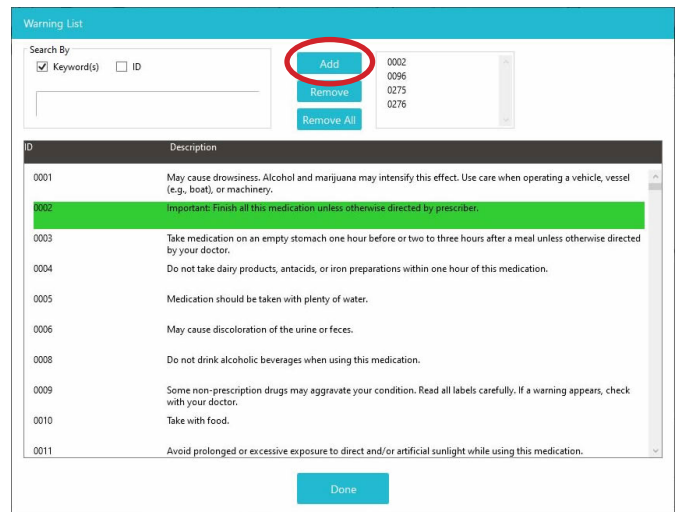 Warning List
Search By
Keyword(s) ID
Add
Remove
Remove All
0002
0096
0275
0276
ID Description
0001 May cause drowsiness. Alcohol and marijuana may intensify this effect. Use care when operating a vehicle, vessel
(e.g., boat), or machinery.
0002 Important: Finish all this medication unless otherwise directed by prescriber.
0003 Take medication on an empty stomach one hour before or two to three hours after a meal unless otherwise directed
by your doctor.
0004 Do not take dairy products, antacids, or iron preparations within one hour of this medication.
0005 Medication should be taken with plenty of water.
0006 May cause discoloration of the urine or feces.
0008 Do not drink alcoholic beverages when using this medication.
0009 Some non-prescription drugs may aggravate your condition. Read all labels carefully. If a warning appears, check
with your doctor.
0010 Take with food.
0011 Avoid prolonged or excessive exposure to direct and/or artificial sunlight while using this medication.
Done